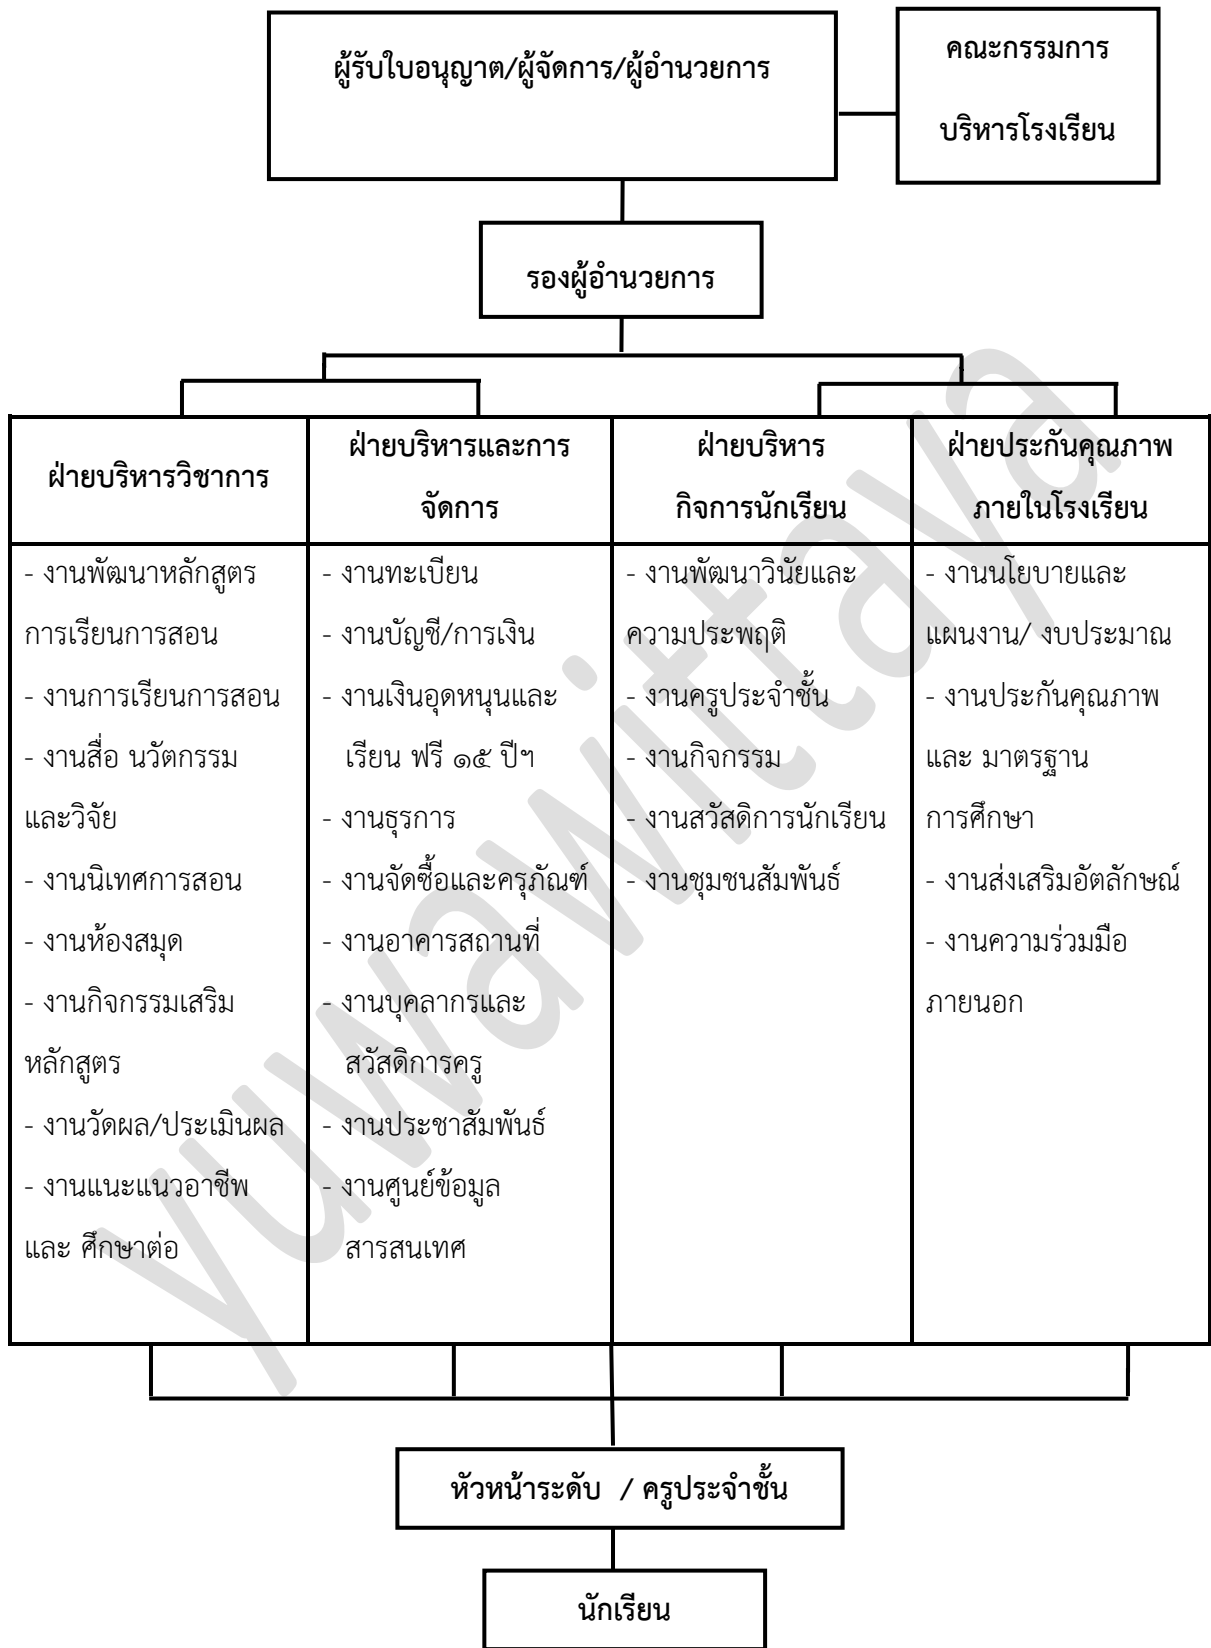 ผู้รับใบอนุญาต/ผู้จัดการ/ผู้อำนวยการ
คณะกรรมการ
บริหารโรงเรียน
รองผู้อำนวยการ
ฝ่ายบริหารวิชาการ
ฝ่ายบริหารและการ
จัดการ
ฝ่ายบริหาร
กิจการนักเรียน
ฝ่ายประกันคุณภาพ
ภายในโรงเรียน
- งานพัฒนาหลักสูตร
การเรียนการสอน
- งานการเรียนการสอน
- งานสื่อ นวัตกรรม
และวิจัย
- งานนิเทศการสอน
- งานห้องสมุด
- งานกิจกรรมเสริม
หลักสูตร
- งานวัดผล/ประเมินผล
- งานแนะแนวอาชีพ
และ ศึกษาต่อ
- งานทะเบียน
- งานบัญชี/การเงิน
- งานเงินอุดหนุนและ
เรียน ฟรี ๑๕ ปีฯ
- งานธุรการ
- งานจัดซื้อและครุภัณฑ์
- งานอาคารสถานที่
- งานบุคลากรและ
สวัสดิการครู
- งานประชาสัมพันธ์
- งานศูนย์ข้อมูล
สารสนเทศ
- งานพัฒนาวินัยและ
ความประพฤติ
- งานครูประจำชั้น
- งานกิจกรรม
- งานสวัสดิการนักเรียน
- งานชุมชนสัมพันธ์
- งานนโยบายและ
แผนงาน/ งบประมาณ
- งานประกันคุณภาพ
และ มาตรฐาน
การศึกษา
- งานส่งเสริมอัตลักษณ์
- งานความร่วมมือ
ภายนอก
หัวหน้าระดับ / ครูประจำชั้น
นักเรียน
yuwawittaya